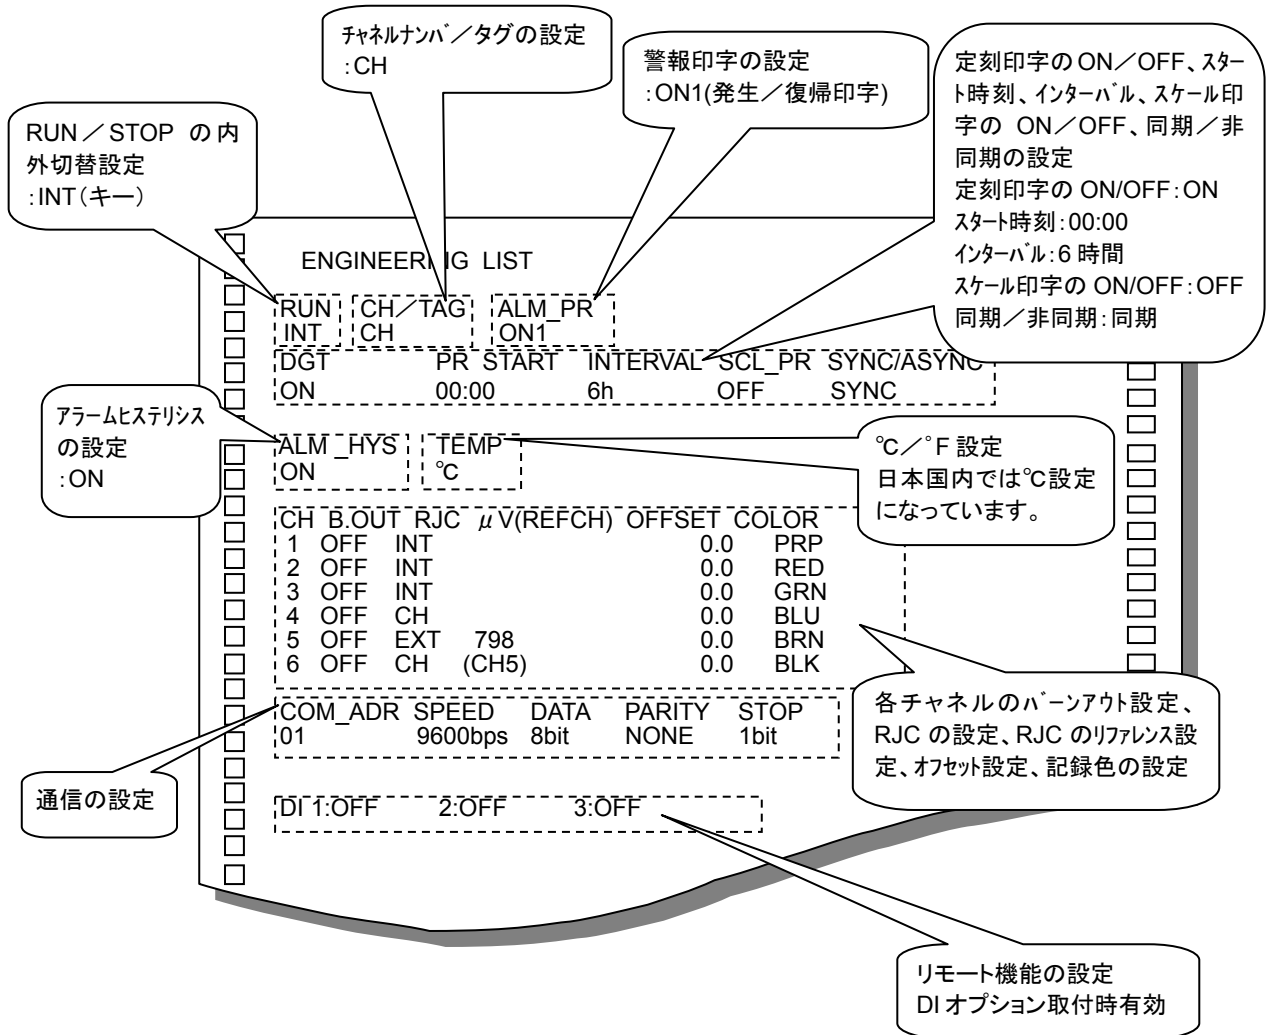 チャネルナンバ／タグの設定
:CH
警報印字の設定
:ON1(発生／復帰印字)
定刻印字の ON／OFF、スター
ト時刻、インターバル、スケール印
字の ON／OFF、同期／非
同期の設定
定刻印字の ON/OFF:ON
スタート時刻:00:00
インターバル:6 時間
スケール印字の ON/OFF:OFF
同期／非同期:同期
RUN／STOP の内
外切替設定
:INT(キー)
ENGINEERING LIST
RUN CH／TAG ALM_PR
INT CH ON1
DGT PR START INTERVAL SCL_PR SYNC/ASYNC
ON 00:00 6h OFF SYNC
アラームヒステリシス
の設定
:ON
ALM _HYS TEMP
ON ℃
℃／°F 設定
日本国内では℃設定
になっています。
CH B.OUT RJC μV(REFCH) OFFSET COLOR
1 OFF INT 0.0 PRP
2 OFF INT 0.0 RED
3 OFF INT 0.0 GRN
4 OFF CH 0.0 BLU
5 OFF EXT 798 0.0 BRN
6 OFF CH (CH5) 0.0 BLK
各チャネルのバーンアウト設定、
RJC の設定、RJC のリファレンス設
定、オフセット設定、記録色の設定
COM_ADR SPEED DATA PARITY STOP
01 9600bps 8bit NONE 1bit
通信の設定
DI 1:OFF 2:OFF 3:OFF
リモート機能の設定
DI オプション取付時有効